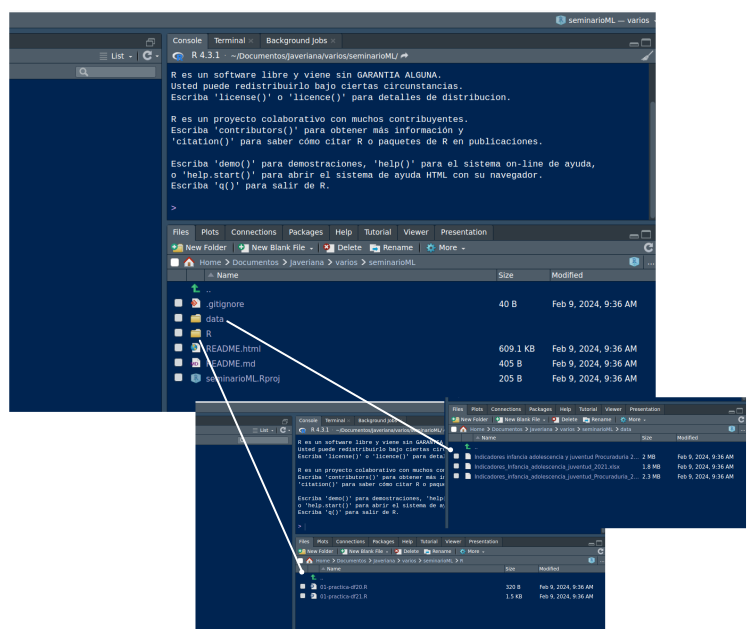 seminarioML — varios
List
Console Terminal × Background Jobs ×
R 4.3.1 · ~/Documentos/Javeriana/varios/seminarioML/
R es un software libre y viene sin GARANTIA ALGUNA.
Usted puede redistribuirlo bajo ciertas circunstancias.
Escriba 'license()' o 'licence()' para detalles de distribucion.
R es un proyecto colaborativo con muchos contribuyentes.
Escriba 'contributors()' para obtener más información y
'citation()' para saber cómo citar R o paquetes de R en publicaciones.
Escriba 'demo()' para demostraciones, 'help()' para el sistema on-line de ayuda,
o 'help.start()' para abrir el sistema de ayuda HTML con su navegador.
Escriba 'q()' para salir de R.
>
Files Plots Connections Packages Help Tutorial Viewer Presentation
New Folder New Blank File Delete Rename More
Home > Documentos > Javeriana > varios > seminarioML ...
Name Size Modified
..
.gitignore 40 B Feb 9, 2024, 9:36 AM
data
R
README.html 609.1 KB Feb 9, 2024, 9:36 AM
README.md 405 B Feb 9, 2024, 9:36 AM
seminarioML.Rproj 205 B Feb 9, 2024, 9:36 AM
Files Plots Connections Packages Help Tutorial Viewer Presentation
New Folder New Blank File Delete Rename More
Home > Documentos > Javeriana > varios > seminarioML > data
Name Size Modified
..
Indicadores infancia adolescencia y juventud Procuraduria 2... 2 MB Feb 9, 2024, 9:36 AM
Indicadores_Infancia_adolescencia_juventud_2021.xlsx 1.8 MB Feb 9, 2024, 9:36 AM
Indicadores_Infancia_adolescencia_juventud_Procuraduria_2... 2.3 MB Feb 9, 2024, 9:36 AM
List
Console Terminal × Background Jobs
R 4.3.1 · ~/Documentos/Javeriana/varios/seminarioML/
R es un software libre y viene sin GARANTI
Usted puede redistribuirlo bajo ciertas cir
Escriba 'license()' o 'licence()' para deta
R es un proyecto colaborativo con muchos co
Escriba 'contributors()' para obtener más i
'citation()' para saber cómo citar R o paqu
Escriba 'demo()' para demostraciones, 'help
o 'help.start()' para abrir el sistema de a
Escriba 'q()' para salir de R.
>
Files Plots Connections Packages Help Tutorial Viewer Presentation
New Folder New Blank File Delete Rename More
Home > Documentos > Javeriana > varios > seminarioML > R
Name Size Modified
..
01-practica-df20.R 320 B Feb 9, 2024, 9:36 AM
01-practica-df21.R 1.5 KB Feb 9, 2024, 9:36 AM